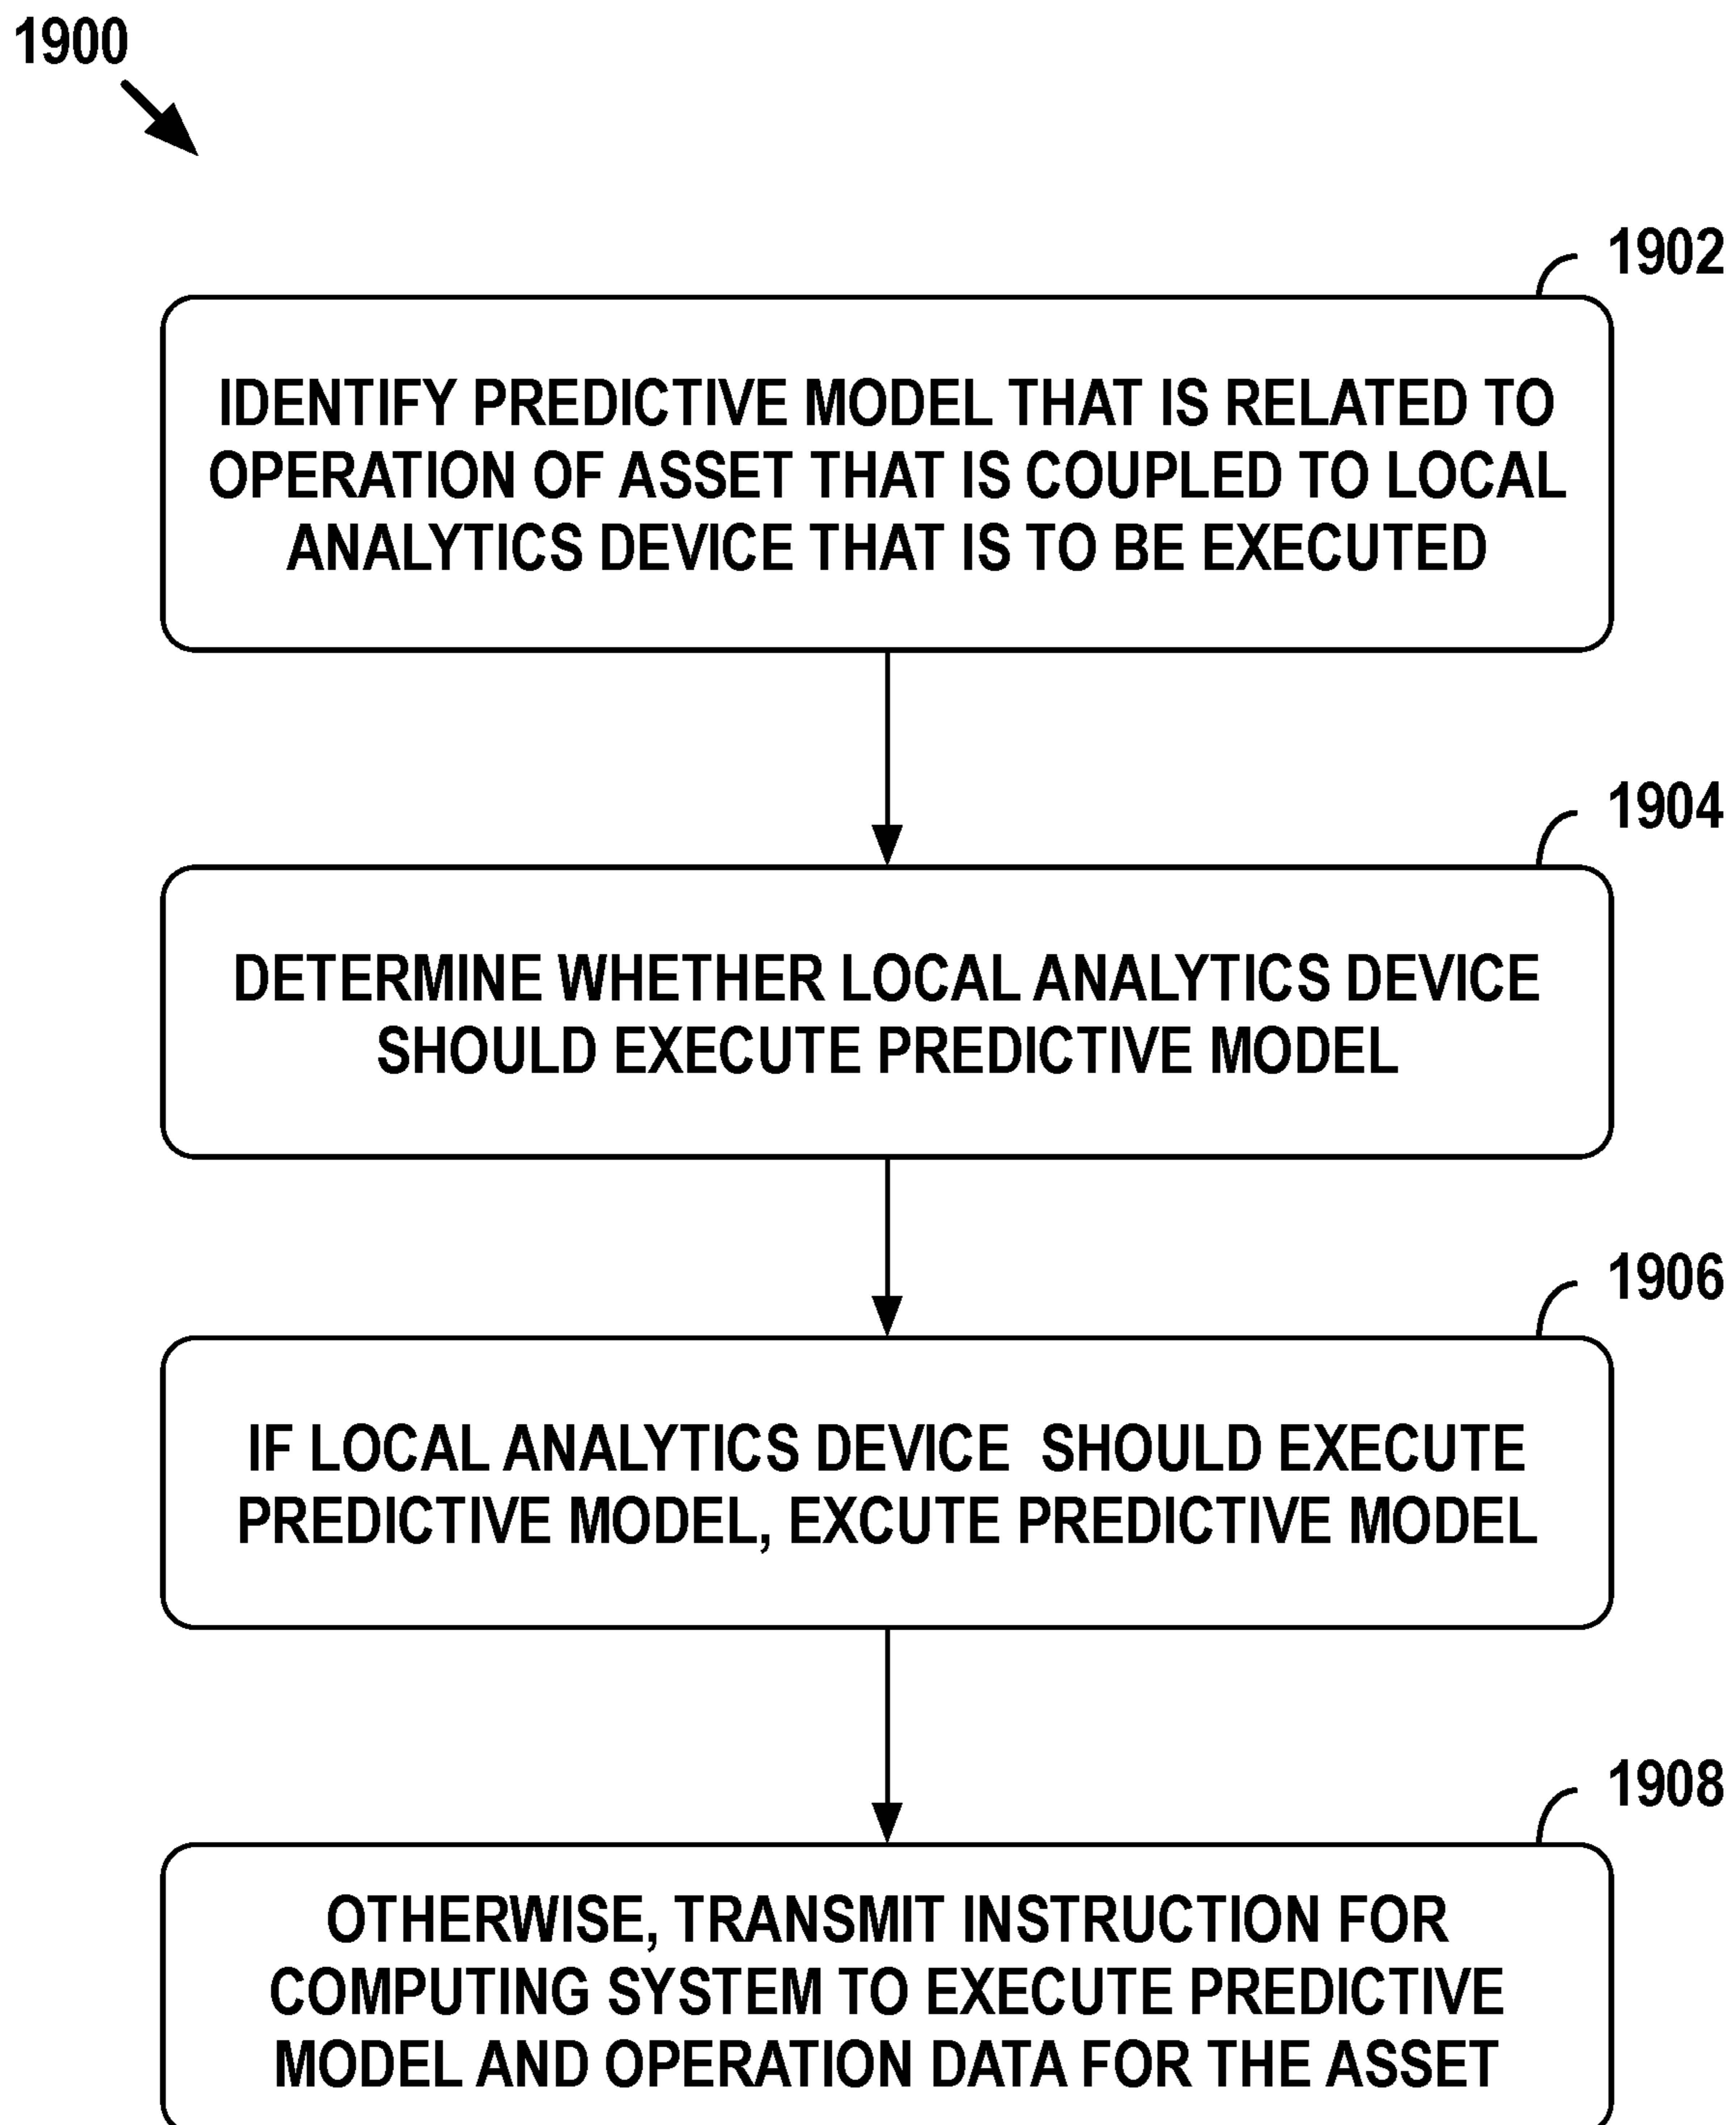 1900
1902
IDENTIFY PREDICTIVE MODEL THAT IS RELATED TO
OPERATION OF ASSET THAT IS COUPLED TO LOCAL
ANALYTICS DEVICE THAT IS TO BE EXECUTED
1904
DETERMINE WHETHER LOCAL ANALYTICS DEVICE
SHOULD EXECUTE PREDICTIVE MODEL
1906
IF LOCAL ANALYTICS DEVICE SHOULD EXECUTE
PREDICTIVE MODEL, EXCUTE PREDICTIVE MODEL
1908
OTHERWISE, TRANSMIT INSTRUCTION FOR
COMPUTING SYSTEM TO EXECUTE PREDICTIVE
MODEL AND OPERATION DATA FOR THE ASSET